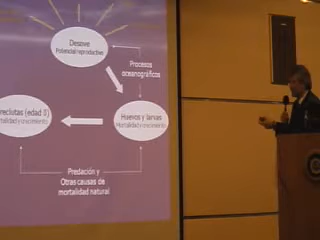 Desove
Potencial reproductivo
Procesos
oceanográficos
reclutas (edad 0)
mortalidad y crecimiento
Huevos y larvas
Mortalidad y crecimiento
Predación y
Otras causas de
mortalidad natural